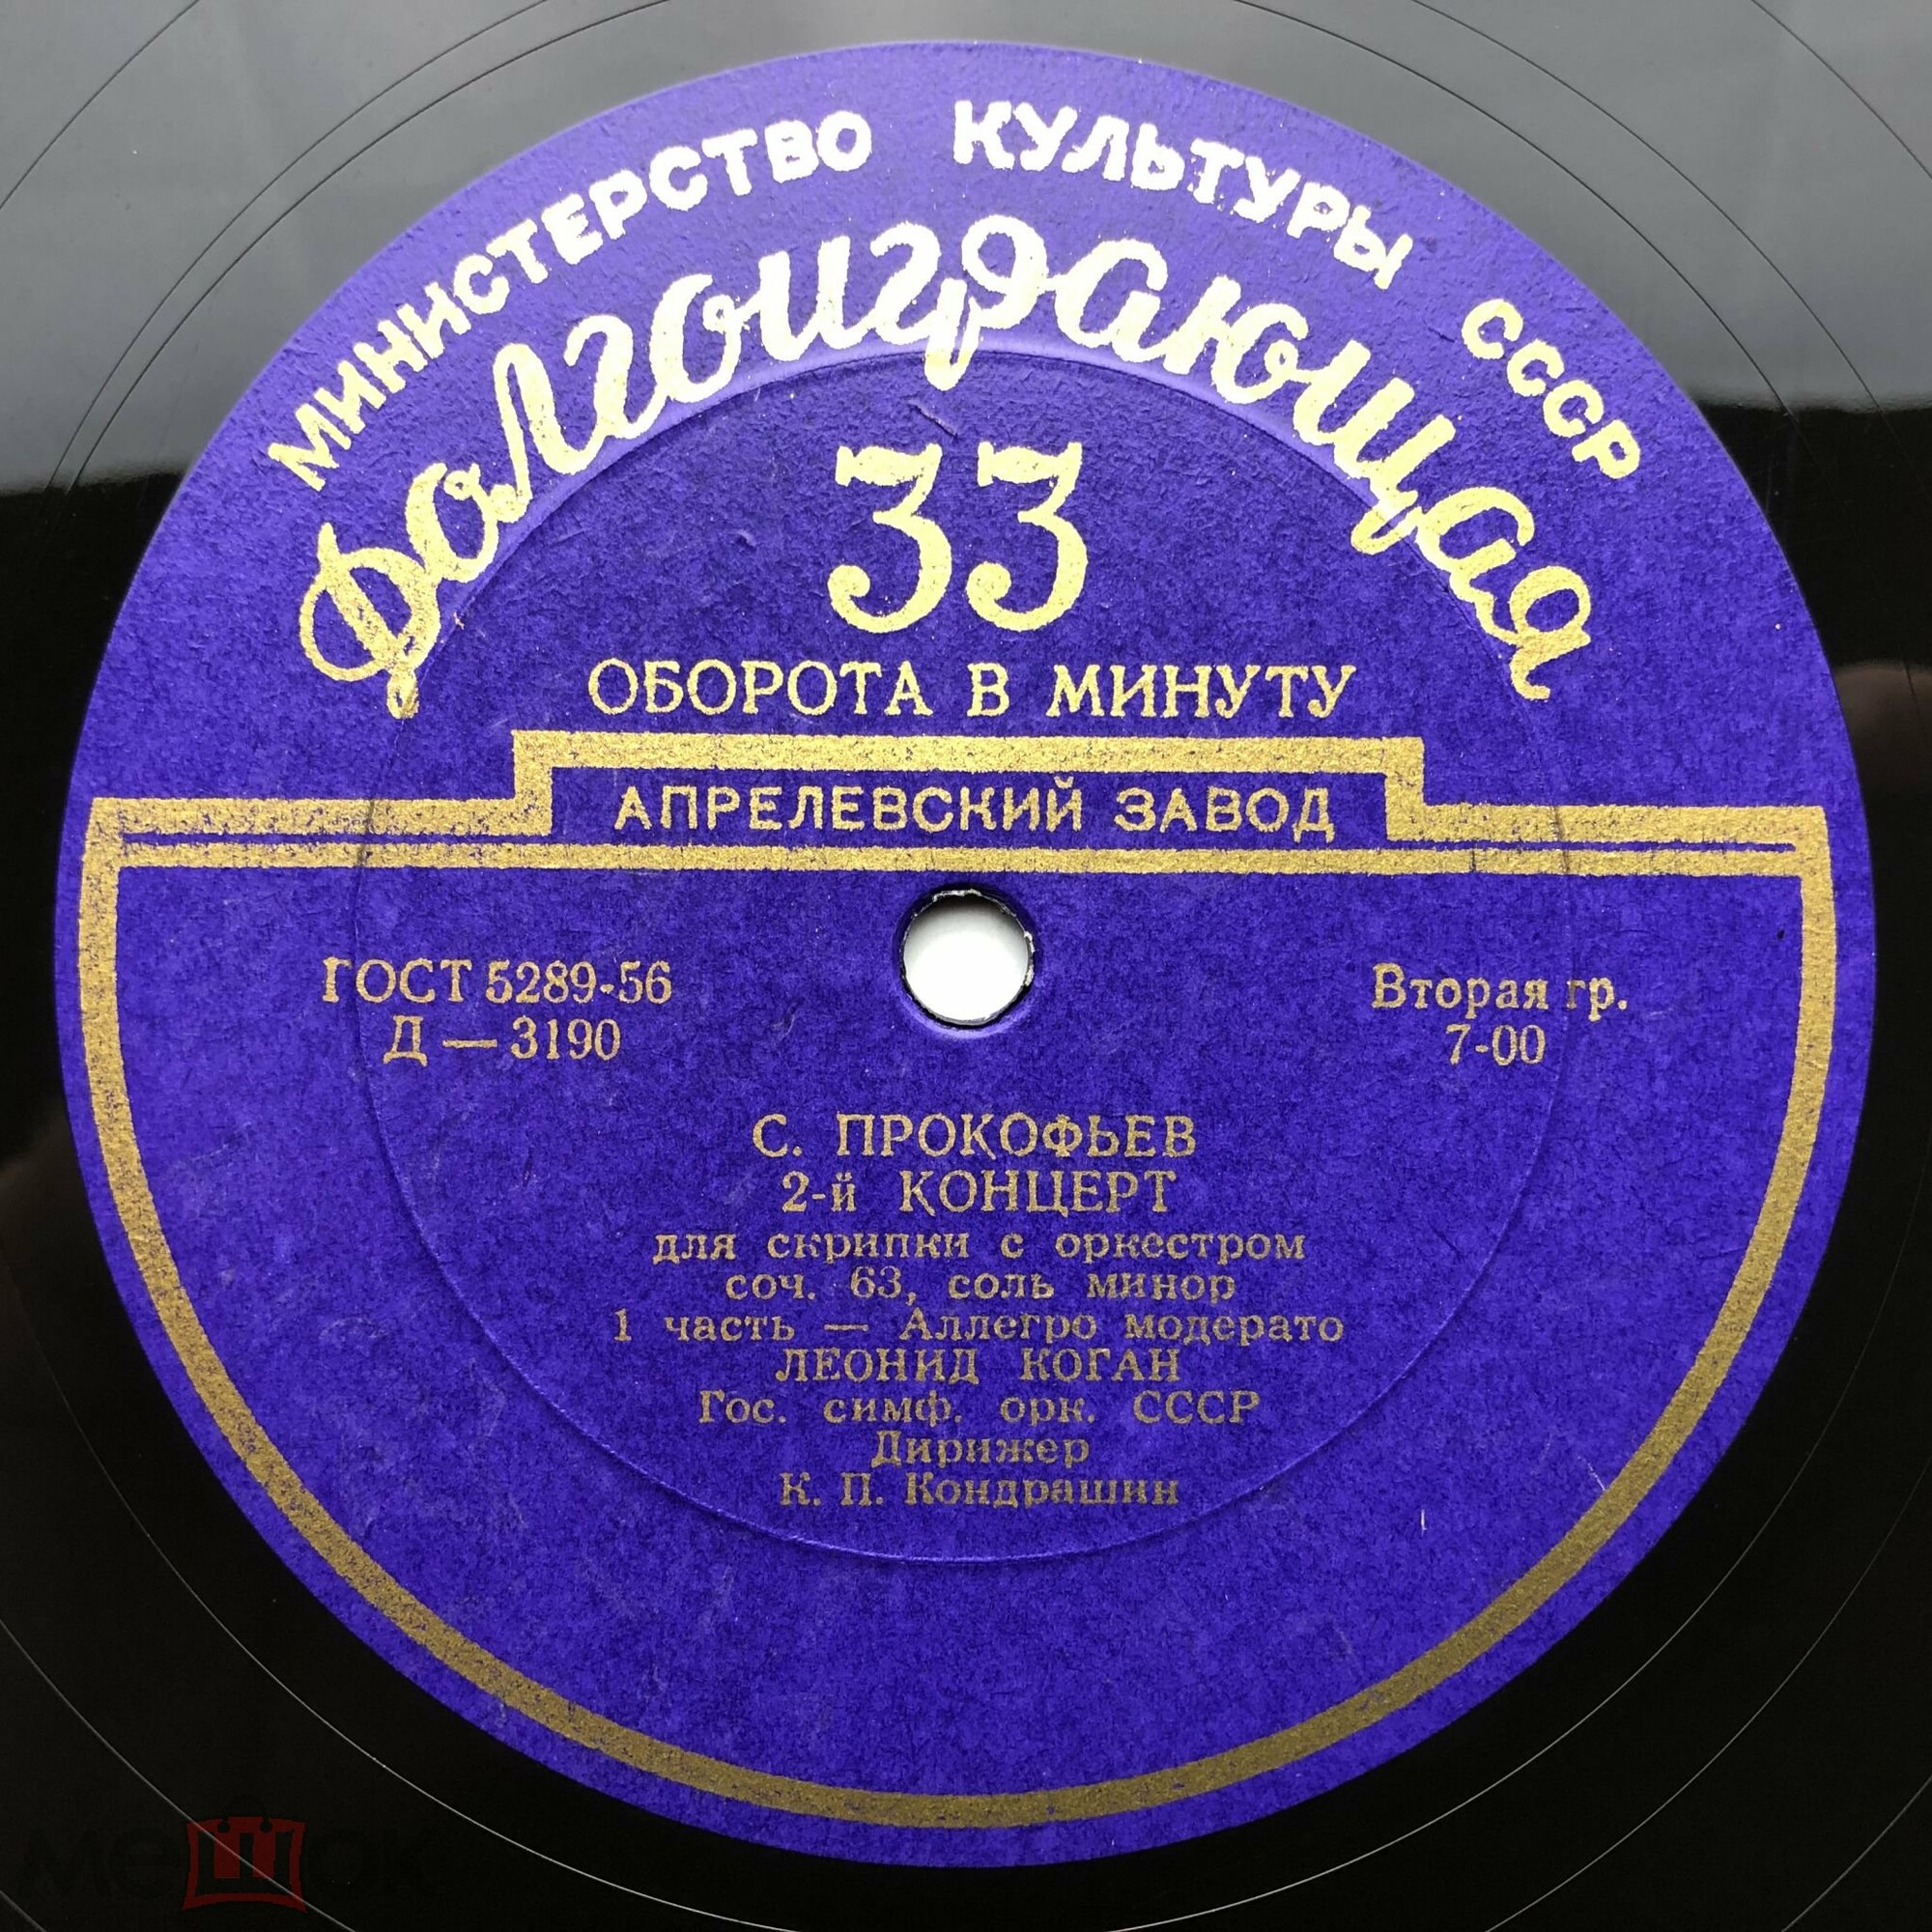 МИНИСТЕРСТВО КУЛЬТУРЫ СССР
Долгоиграющая
33
ОБОРОТА В МИНУТУ
АПРЕЛЕВСКИЙ ЗАВОД
ГОСТ 5289-56
Д — 3190
Вторая гр.
7-00
С. ПРОКОФЬЕВ
2-й КОНЦЕРТ
для скрипки с оркестром
соч. 63, соль минор
1 часть — Аллегро модерато
ЛЕОНИД КОГАН
Гос. симф. орк. СССР
Дирижер
К. П. Кондрашин
мешок